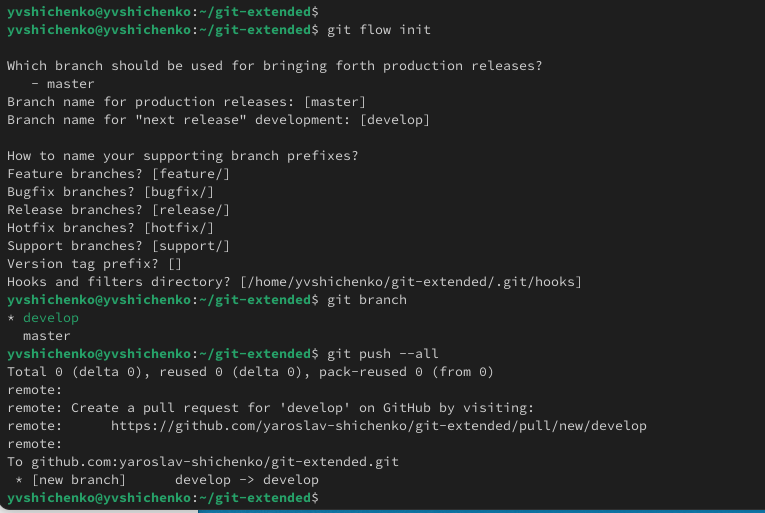 yvshichenko@yvshichenko:~/git-extended$
yvshichenko@yvshichenko:~/git-extended$ git flow init
Which branch should be used for bringing forth production releases?
   - master
Branch name for production releases: [master]
Branch name for "next release" development: [develop]
How to name your supporting branch prefixes?
Feature branches? [feature/]
Bugfix branches? [bugfix/]
Release branches? [release/]
Hotfix branches? [hotfix/]
Support branches? [support/]
Version tag prefix? []
Hooks and filters directory? [/home/yvshichenko/git-extended/.git/hooks]
yvshichenko@yvshichenko:~/git-extended$ git branch
* develop
  master
yvshichenko@yvshichenko:~/git-extended$ git push --all
Total 0 (delta 0), reused 0 (delta 0), pack-reused 0 (from 0)
remote:
remote: Create a pull request for 'develop' on GitHub by visiting:
remote:      https://github.com/yaroslav-shichenko/git-extended/pull/new/develop
remote:
To github.com:yaroslav-shichenko/git-extended.git
 * [new branch]      develop -> develop
yvshichenko@yvshichenko:~/git-extended$